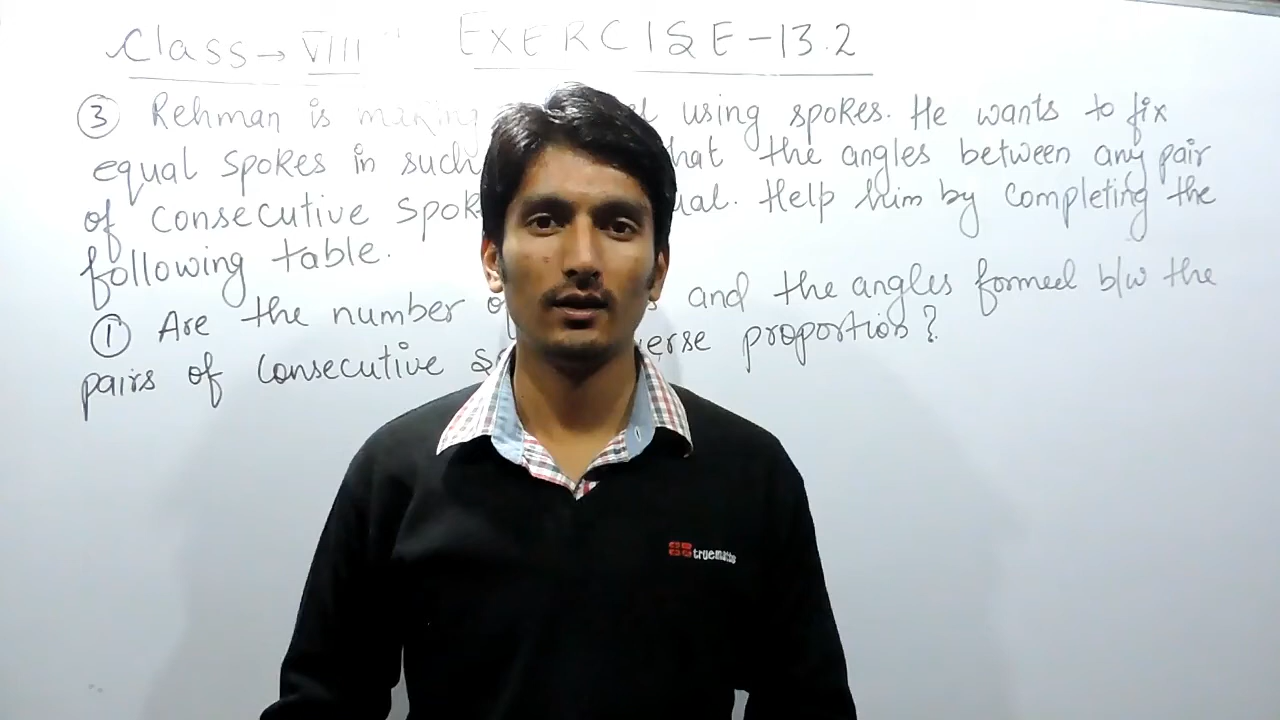 Class → VIII EXERCISE-13.2
③ Rehman is making using spokes. He wants to fix
equal spokes in such that the angles between any pair
of consecutive Help him by completing the
following table.
① Are the number and the angles formed b/w the
pairs of consecutive proportion?
truemaths